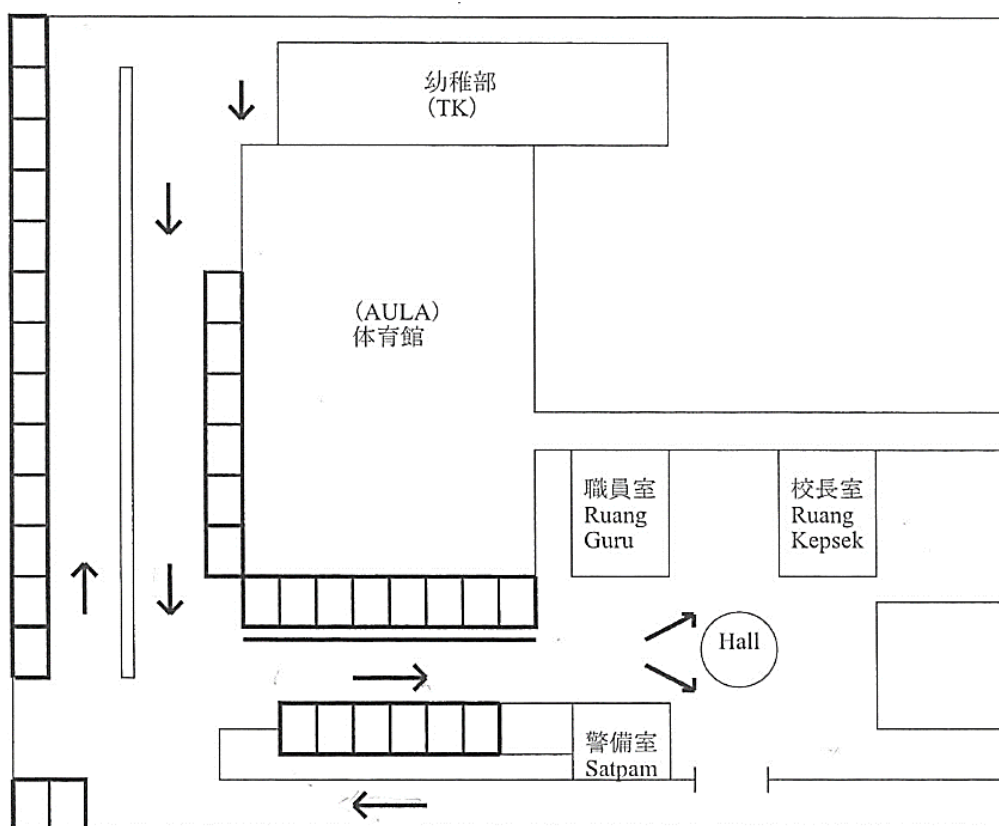 幼稚部
(TK)
(AULA)
体育館
職員室
Ruang
Guru
校長室
Ruang
Kepsek
Hall
警備室
Satpam